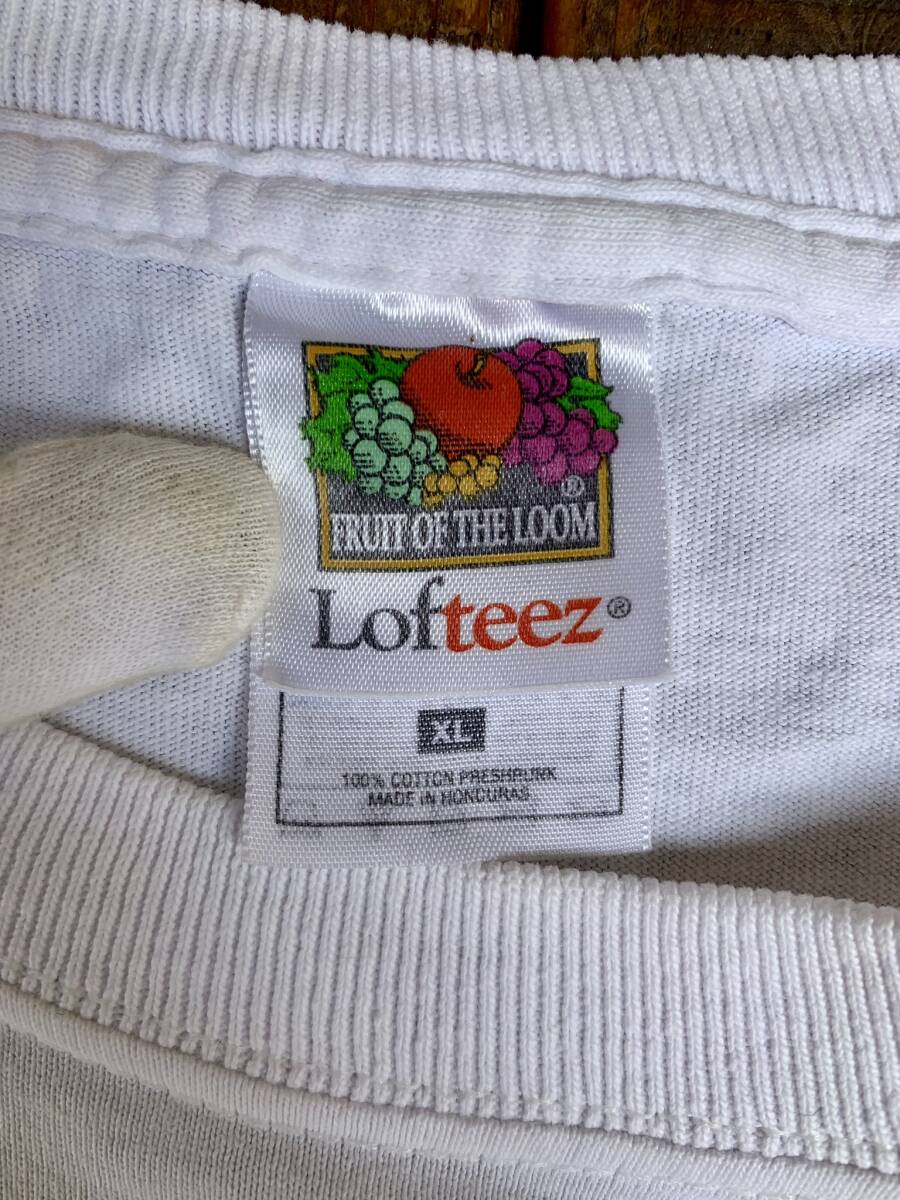 ®
FRUIT OF THE LOOM
Lofteez®
XL
100% COTTON PRESHRUNK
MADE IN HONDURAS